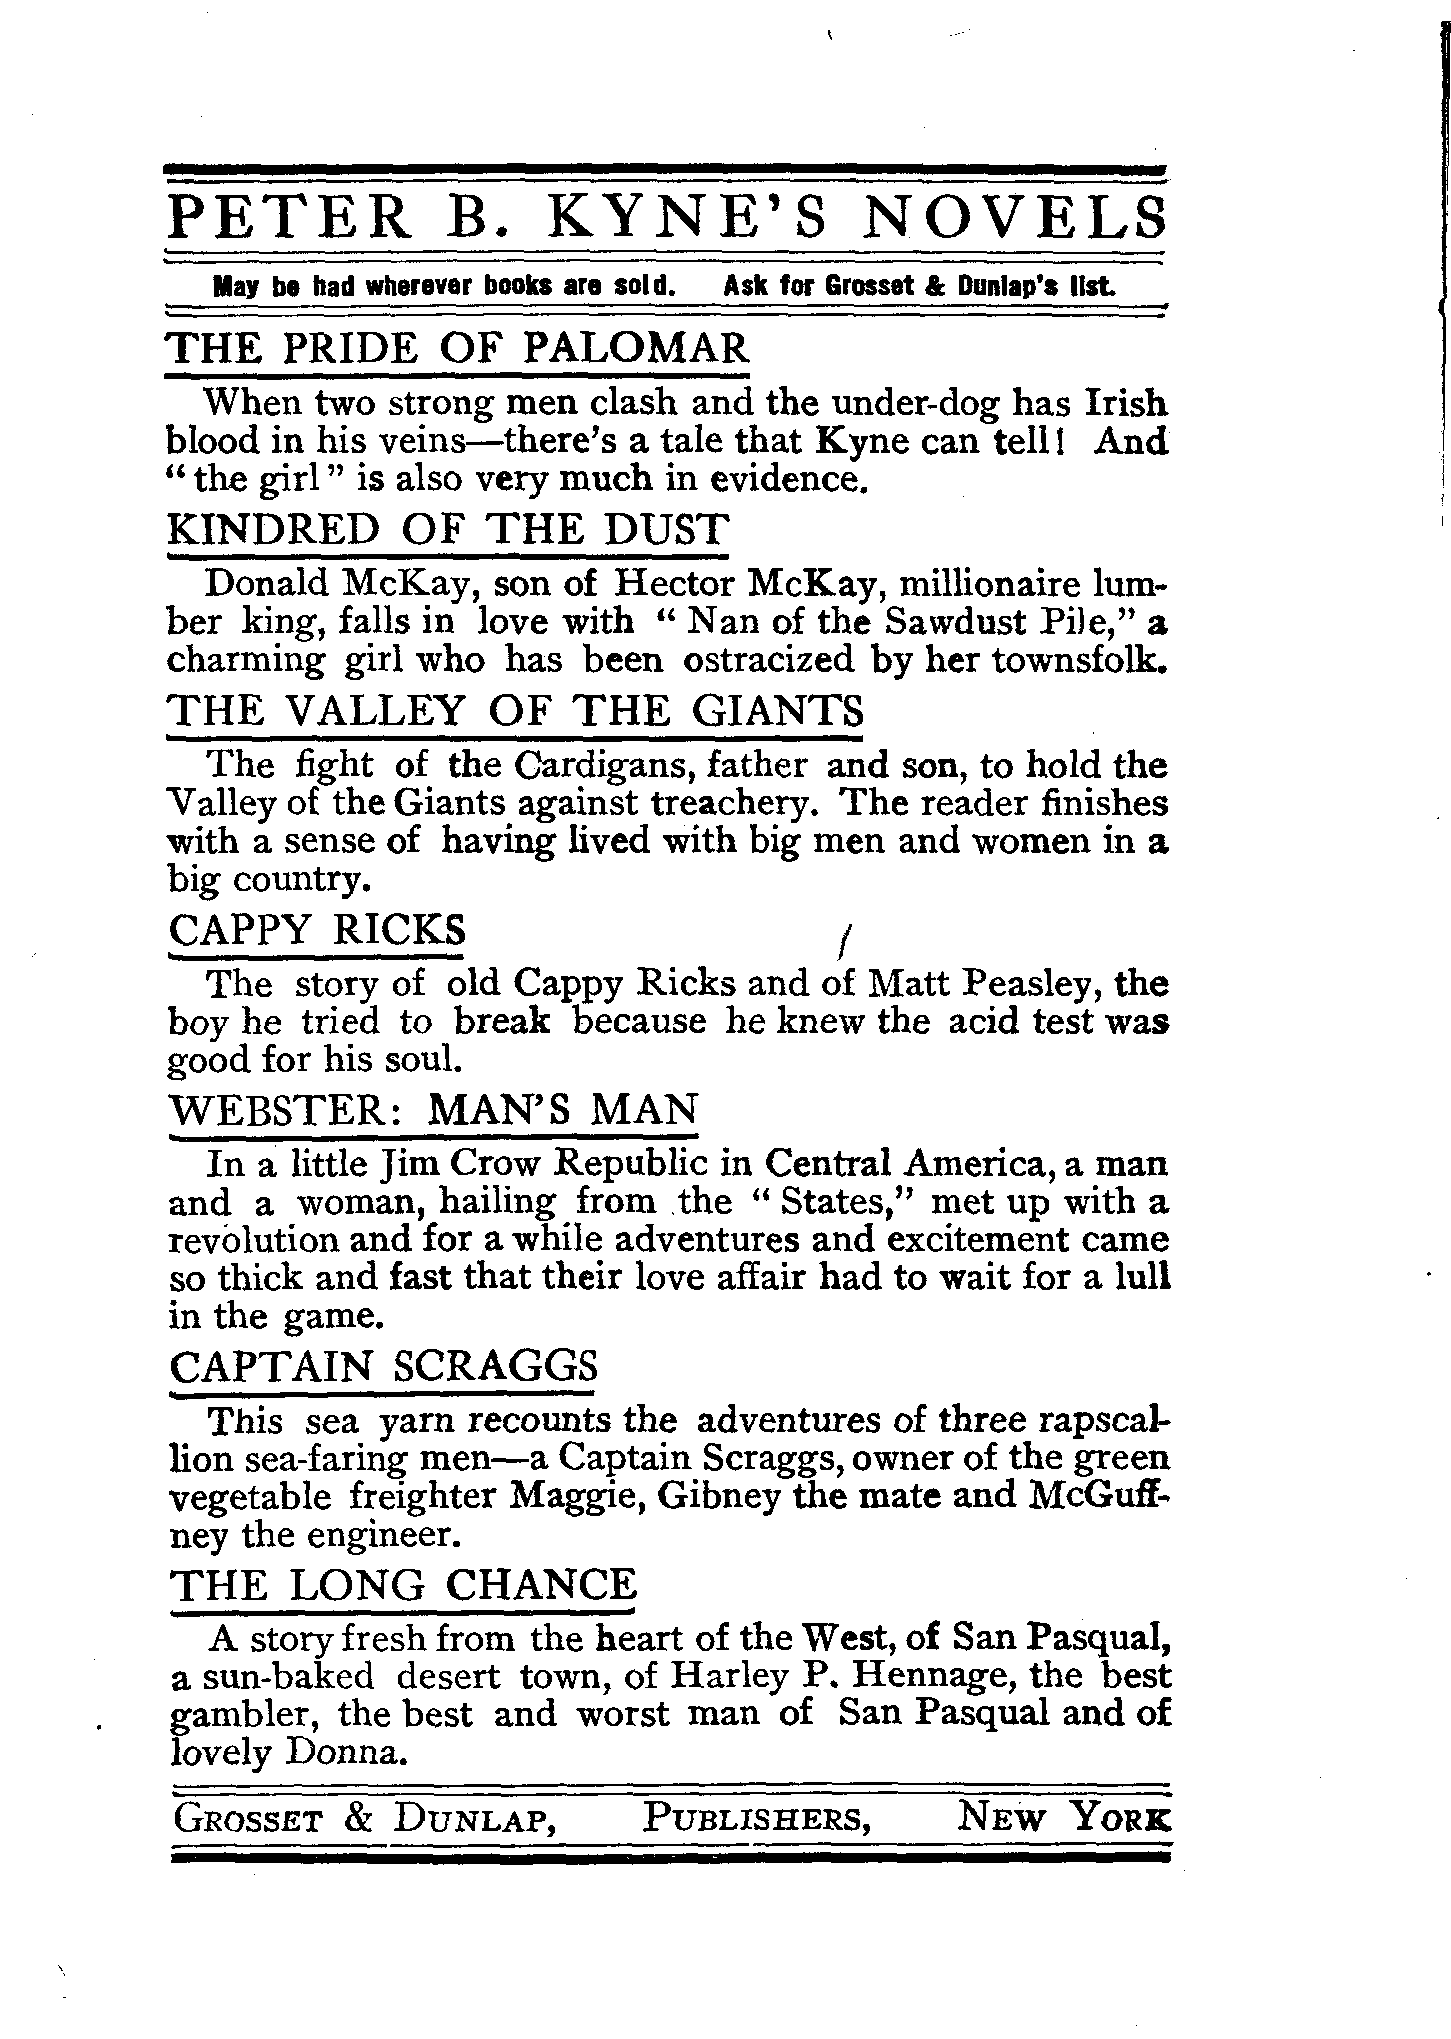 PETER B. KYNE'S NOVELS
May be had wherever books are sold. Ask for Grosset & Dunlap's list.
THE PRIDE OF PALOMAR
When two strong men clash and the under-dog has Irish
blood in his veins—there's a tale that Kyne can tell! And
"the girl" is also very much in evidence.
KINDRED OF THE DUST
Donald McKay, son of Hector McKay, millionaire lum-
ber king, falls in love with "Nan of the Sawdust Pile," a
charming girl who has been ostracized by her townsfolk.
THE VALLEY OF THE GIANTS
The fight of the Cardigans, father and son, to hold the
Valley of the Giants against treachery. The reader finishes
with a sense of having lived with big men and women in a
big country.
CAPPY RICKS
The story of old Cappy Ricks and of Matt Peasley, the
boy he tried to break because he knew the acid test was
good for his soul.
WEBSTER: MAN'S MAN
In a little Jim Crow Republic in Central America, a man
and a woman, hailing from the "States," met up with a
revolution and for a while adventures and excitement came
so thick and fast that their love affair had to wait for a lull
in the game.
CAPTAIN SCRAGGS
This sea yarn recounts the adventures of three rapscal-
lion sea-faring men—a Captain Scraggs, owner of the green
vegetable freighter Maggie, Gibney the mate and McGuff-
ney the engineer.
THE LONG CHANCE
A story fresh from the heart of the West, of San Pasqual,
a sun-baked desert town, of Harley P. Hennage, the best
gambler, the best and worst man of San Pasqual and of
lovely Donna.
GROSSET & DUNLAP, PUBLISHERS, NEW YORK